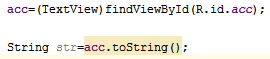 acc=(TextView)findViewById(R.id.acc);
String str=acc.toString();